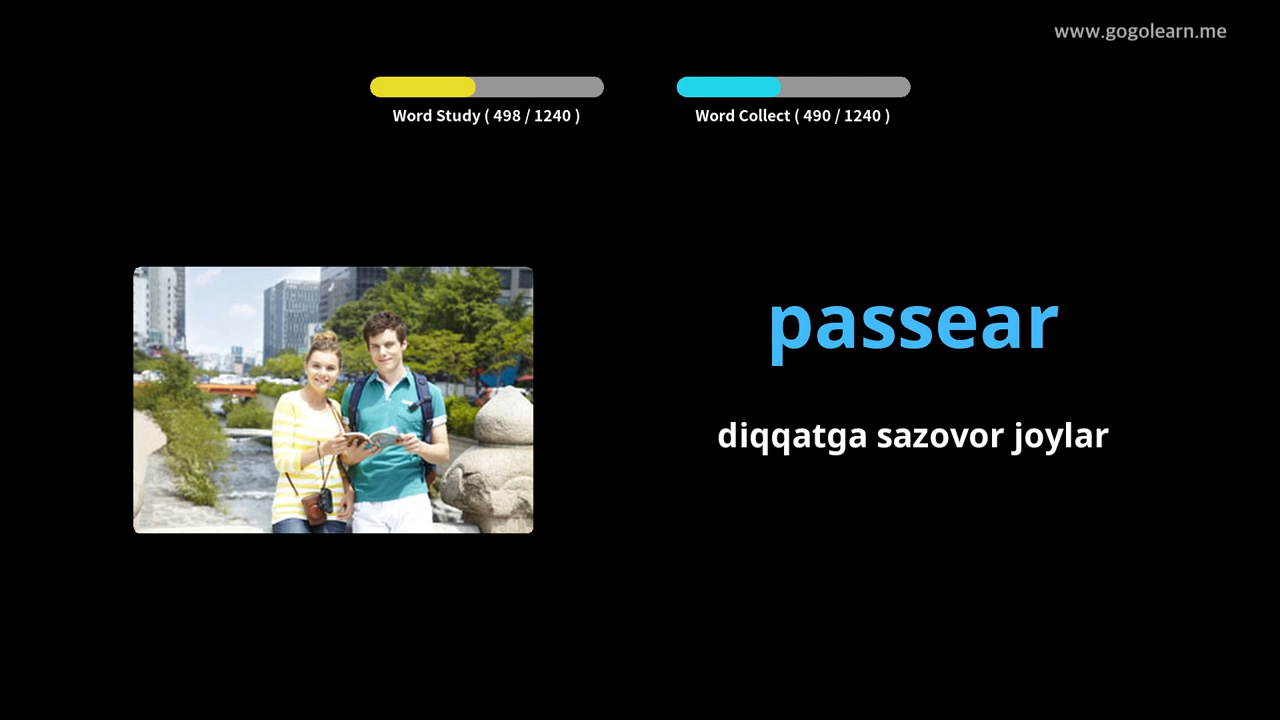 www.gogolearn.me
Word Study ( 498 / 1240 )
Word Collect ( 490 / 1240 )
passear
diqqatga sazovor joylar